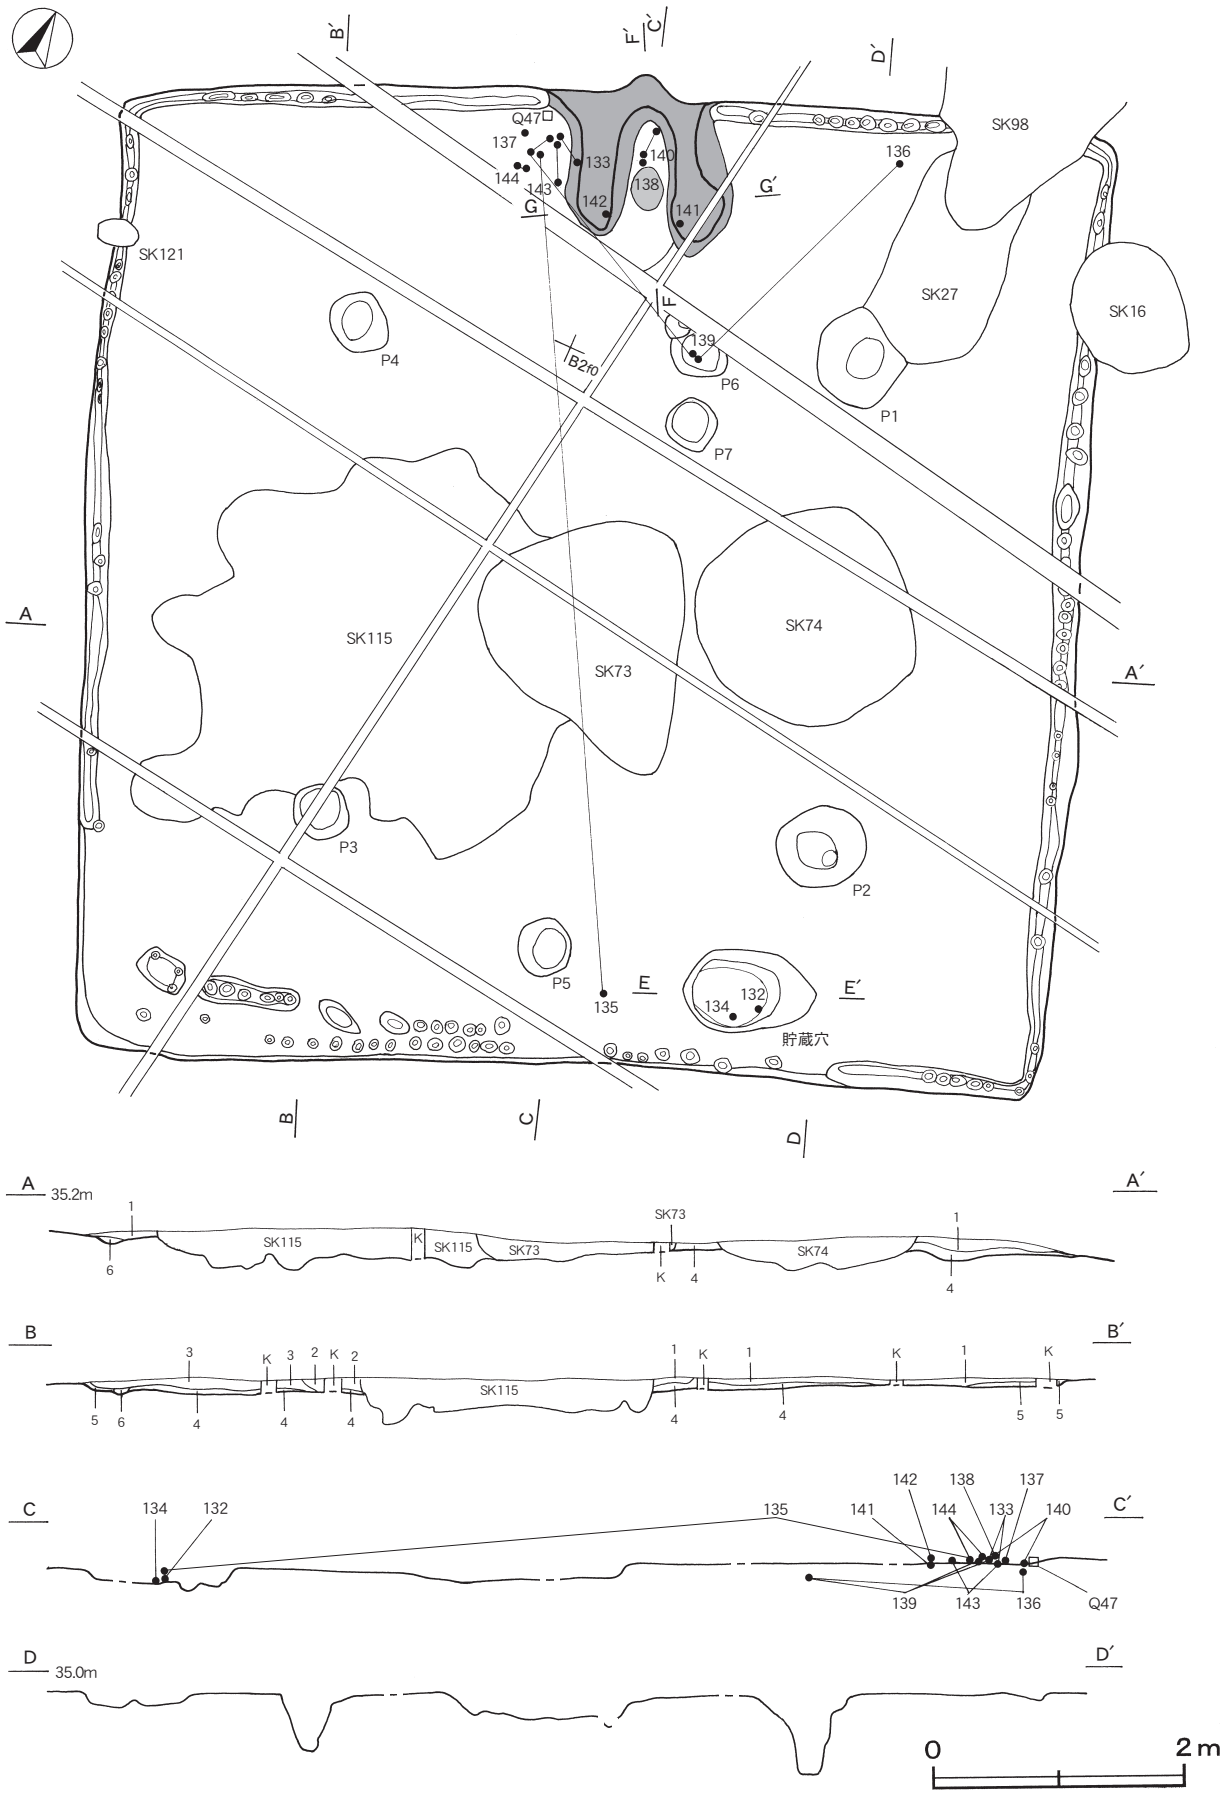 B′
F′
C′
D′
Q47
137
133
140
SK98
136
144
143
138
G′
142
G
141
SK121
SK27
F
SK16
139
P4
B2f0
P6
P1
P7
A
SK115
SK74
SK73
A′
P3
P2
P5
E
E′
135
134
132
貯蔵穴
B
C
D
A
35.2m
A′
1
SK73
1
SK115
K
SK115
SK73
SK74
6
K
4
4
B
B′
3
K
3
2
K
2
1
K
1
K
1
K
SK115
5
6
4
4
4
4
4
5
5
142
138
137
C
134
132
135
141
144
133
140
C′
139
143
136
Q47
D
35.0m
D′
0
2m